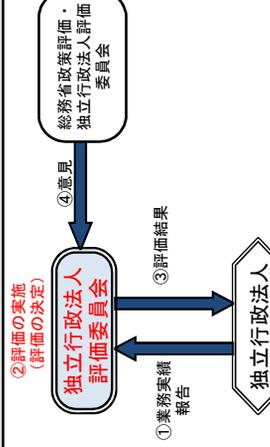 ②評価の実施
(評価の決定)
独立行政法人
評価委員会
④意見
総務省政策評価・
独立行政法人評価
委員会
①業務実績
報告
③評価結果
独立行政法人